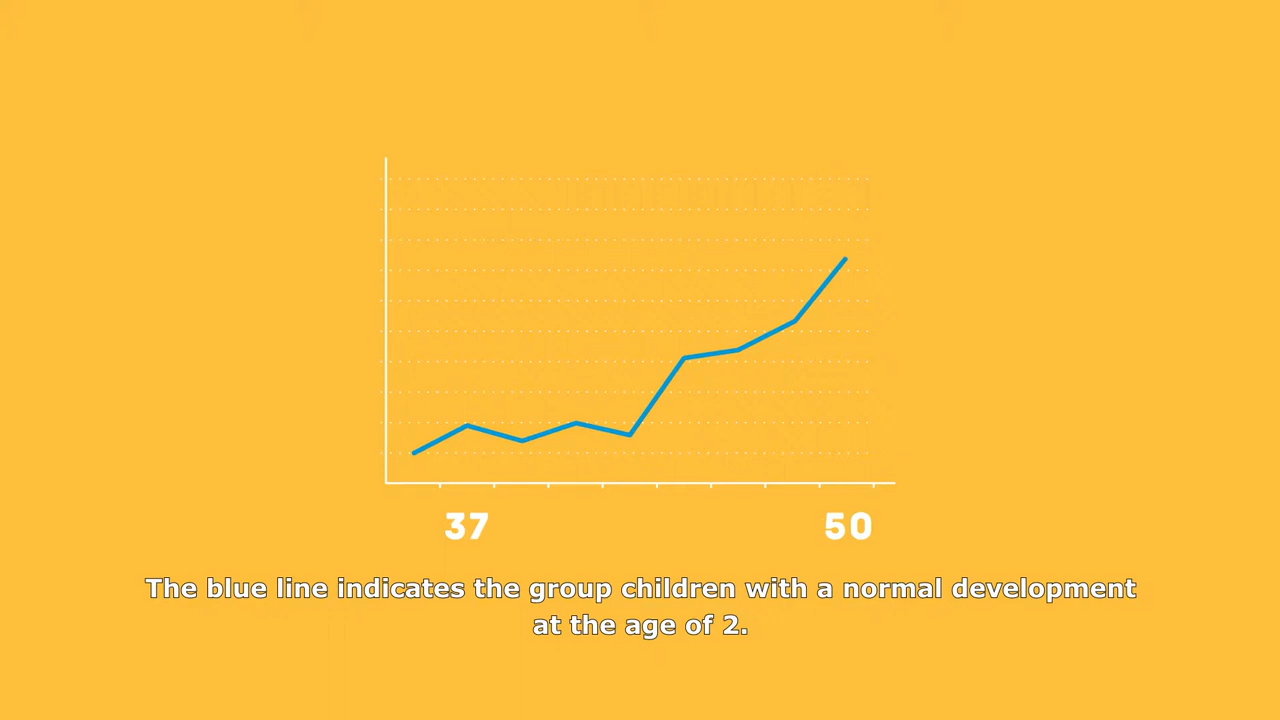 37 50
The blue line indicates the group children with a normal development
at the age of 2.